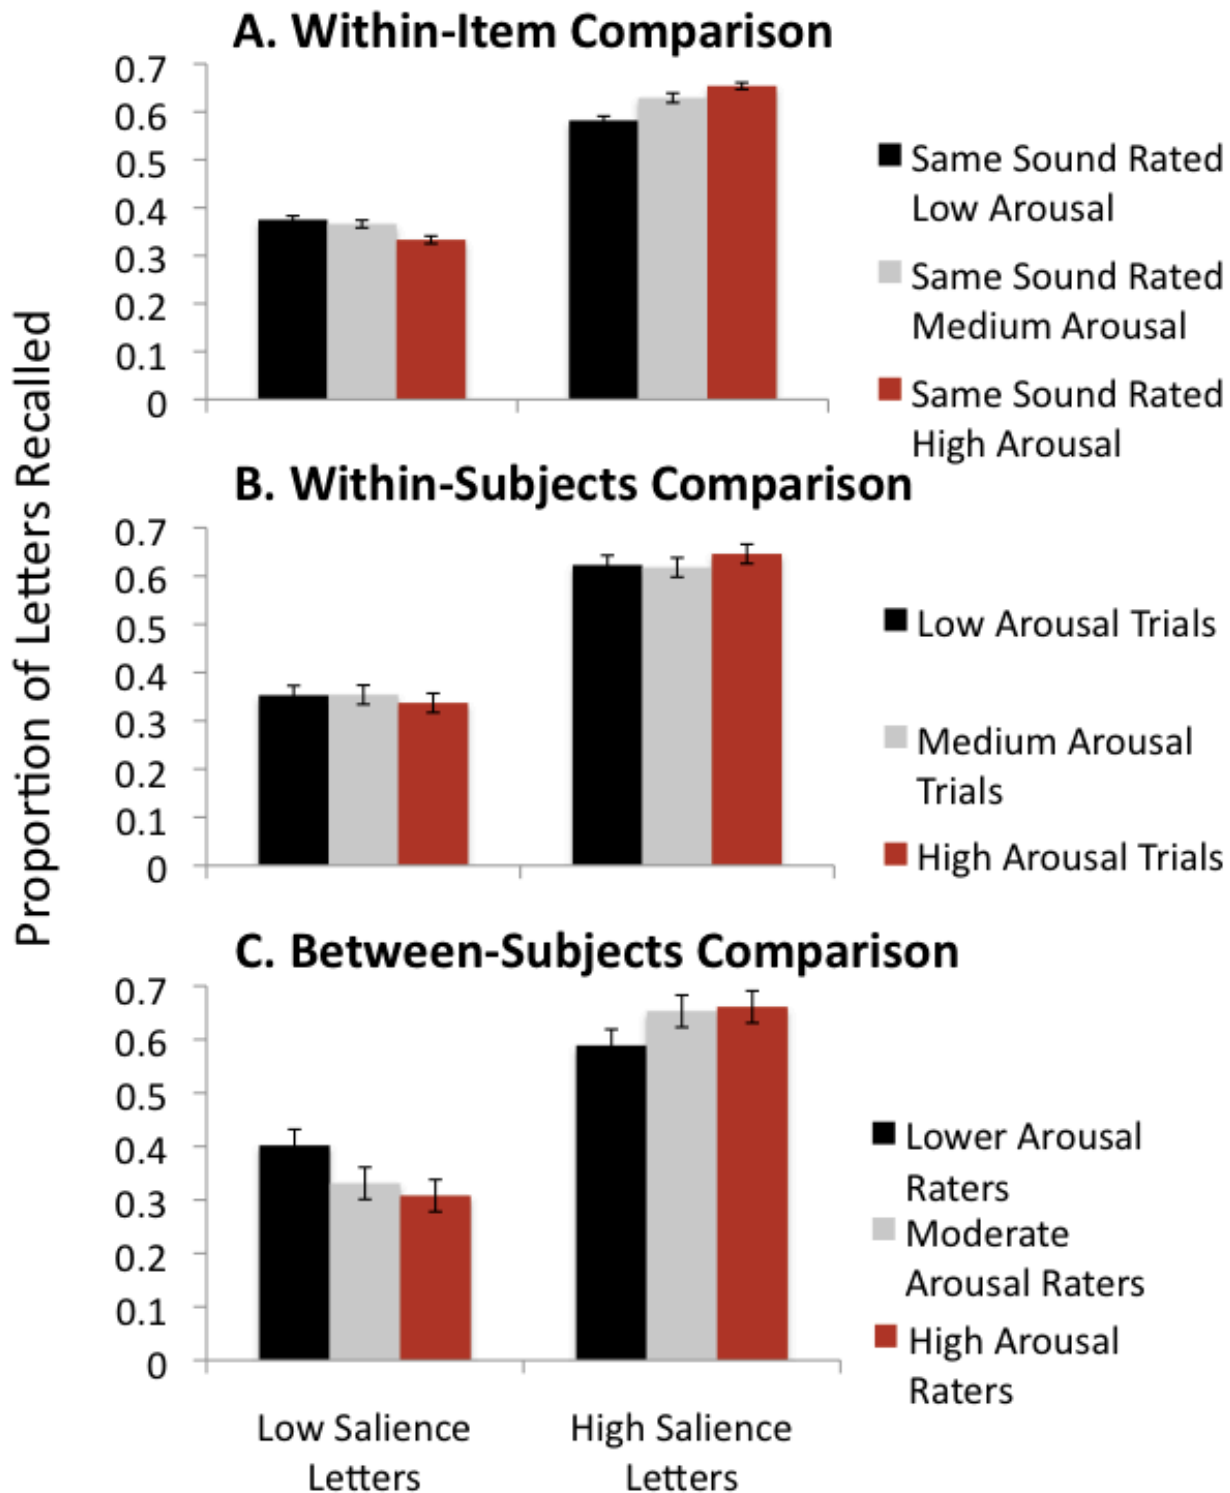 A. Within-Item Comparison
0.7
0.6
0.5
0.4
0.3
0.2
0.1
0
Same Sound Rated
Low Arousal
Same Sound Rated
Medium Arousal
Same Sound Rated
High Arousal
Proportion of Letters Recalled
B. Within-Subjects Comparison
0.7
0.6
0.5
0.4
0.3
0.2
0.1
0
Low Arousal Trials
Medium Arousal
Trials
High Arousal Trials
C. Between-Subjects Comparison
0.7
0.6
0.5
0.4
0.3
0.2
0.1
0
Lower Arousal
Raters
Moderate
Arousal Raters
High Arousal
Raters
Low Salience
Letters
High Salience
Letters